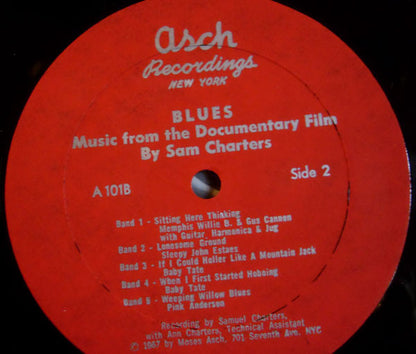 asch
Recordings
NEW YORK
BLUES
Music from the Documentary Film
By Sam Charters
A 101B
Side 2
Band 1 - Sitting Here Thinking
Memphis Willie B. & Gus Cannon
with Guitar, Harmonica & Jug
Band 2 - Lonesome Ground
Sleepy John Estes
Band 3 - If I Could Holler Like A Mountain Jack
Baby Tate
Band 4 - When I First Started Hoboing
Baby Tate
Band 5 - Weeping Willow Blues
Pink Anderson
Recording by Samuel Charters,
with Ann Charters, Technical Assistant
© 1967 by Moses Asch, 701 Seventh Ave. NYC